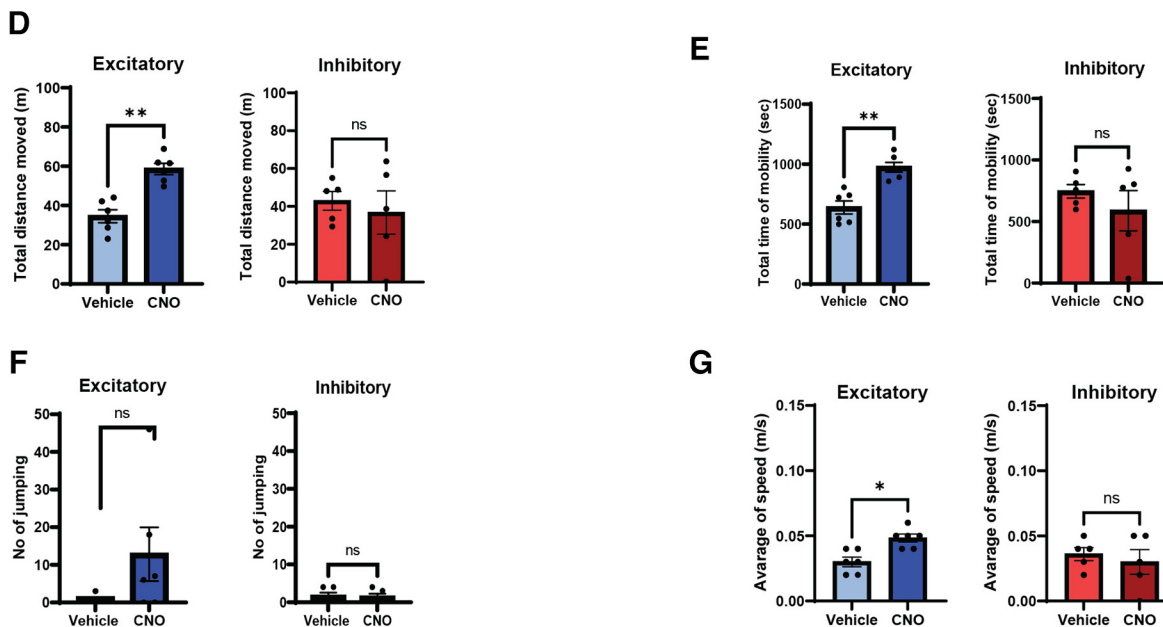 D
Excitatory
Total distance moved (m)
100
80
60
40
20
0
**
Vehicle CNO
Inhibitory
Total distance moved (m)
100
80
60
40
20
0
ns
Vehicle CNO
E
Excitatory
Total time of mobility (sec)
1500
1000
500
0
**
Vehicle CNO
Inhibitory
Total time of mobility (sec)
1500
1000
500
0
ns
Vehicle CNO
F
Excitatory
No of jumping
50
40
30
20
10
0
ns
Vehicle CNO
Inhibitory
No of jumping
50
40
30
20
10
0
ns
Vehicle CNO
G
Excitatory
Avarage of speed (m/s)
0.15
0.10
0.05
0.00
*
Vehicle CNO
Inhibitory
Avarage of speed (m/s)
0.15
0.10
0.05
0.00
ns
Vehicle CNO